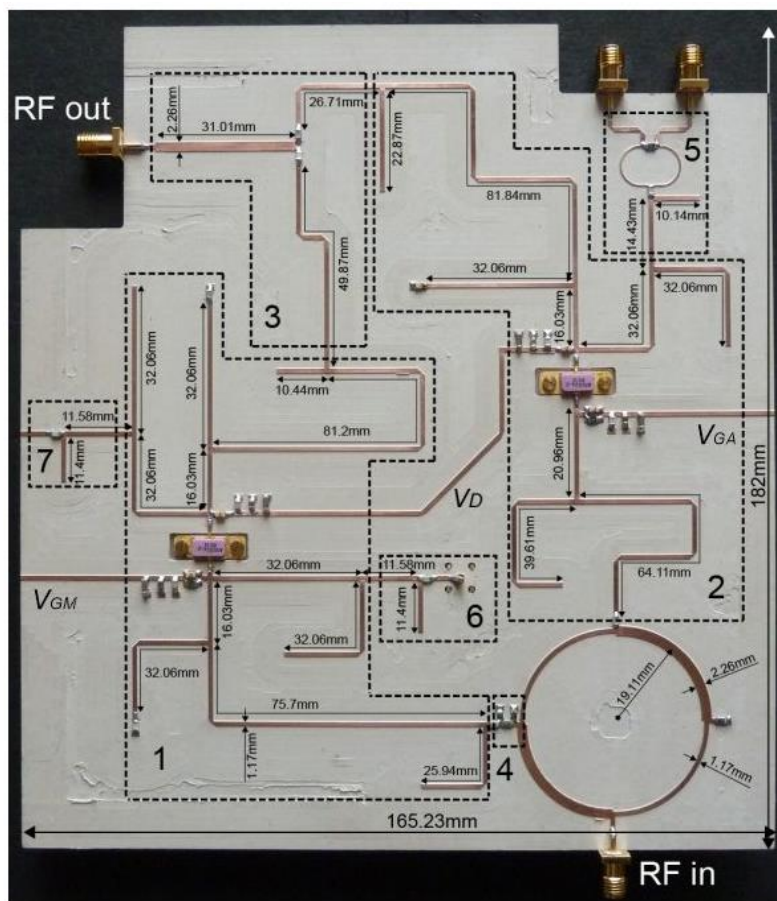 RF out
2.26mm
31.01mm
26.71mm
22.87mm
81.84mm
5
10.14mm
14.43mm
49.87mm
3
32.06mm
16.03mm
32.06mm
32.06mm
32.06mm
32.06mm
10.44mm
81.2mm
11.58mm
7
11.4mm
32.06mm
16.03mm
VD
VGA
182mm
20.96mm
39.61mm
64.11mm
2
VGM
32.06mm
11.58mm
6
11.4mm
16.03mm
32.06mm
32.06mm
75.7mm
1
1.17mm
25.94mm
4
19.11mm
2.26mm
1.17mm
165.23mm
RF in